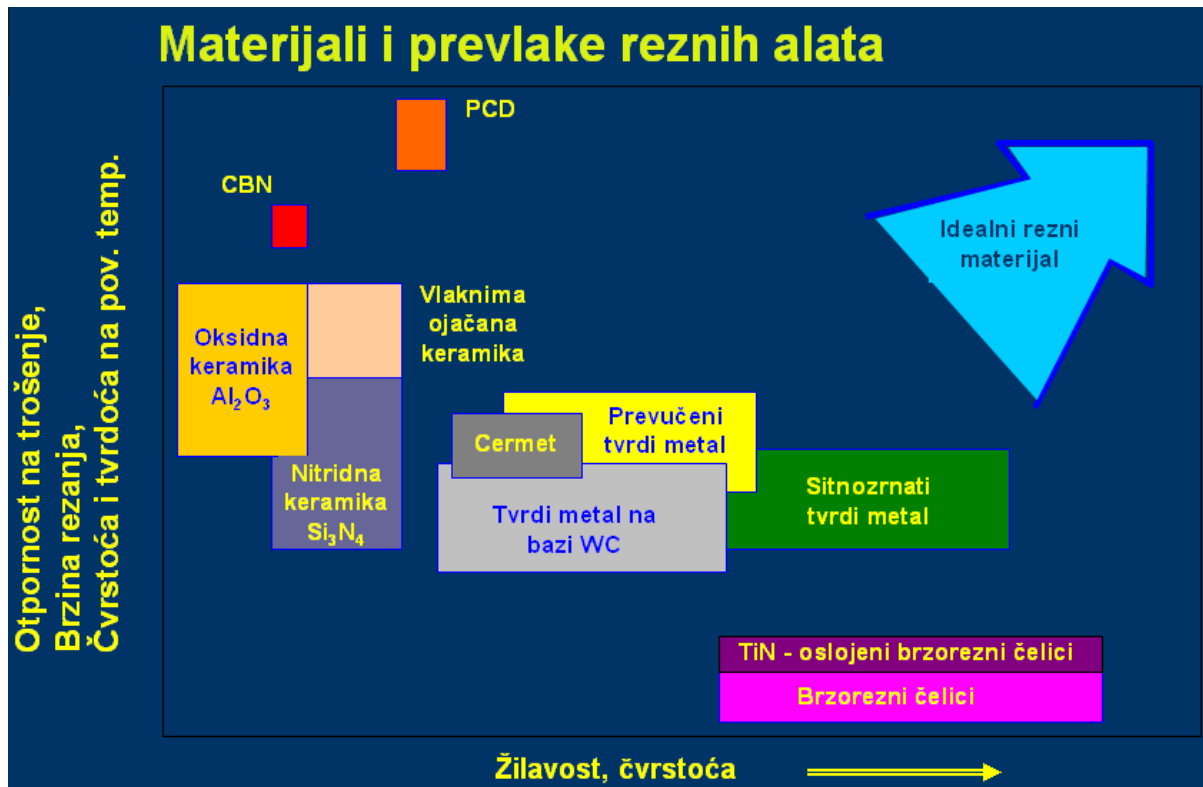 Materijali i prevlake reznih alata
Otpornost na trošenje,
Brzina rezanja,
Čvrstoća i tvrdoća na pov. temp.
PCD
CBN
Idealni rezni
materijal
Vlaknima
ojačana
keramika
Oksidna
keramika
Al₂O₃
Prevučeni
tvrdi metal
Cermet
Nitridna
keramika
Si₃N₄
Tvrdi metal na
bazi WC
Sitnozrnati
tvrdi metal
TiN - oslojeni brzorezni čelici
Brzorezni čelici
Žilavost, čvrstoća